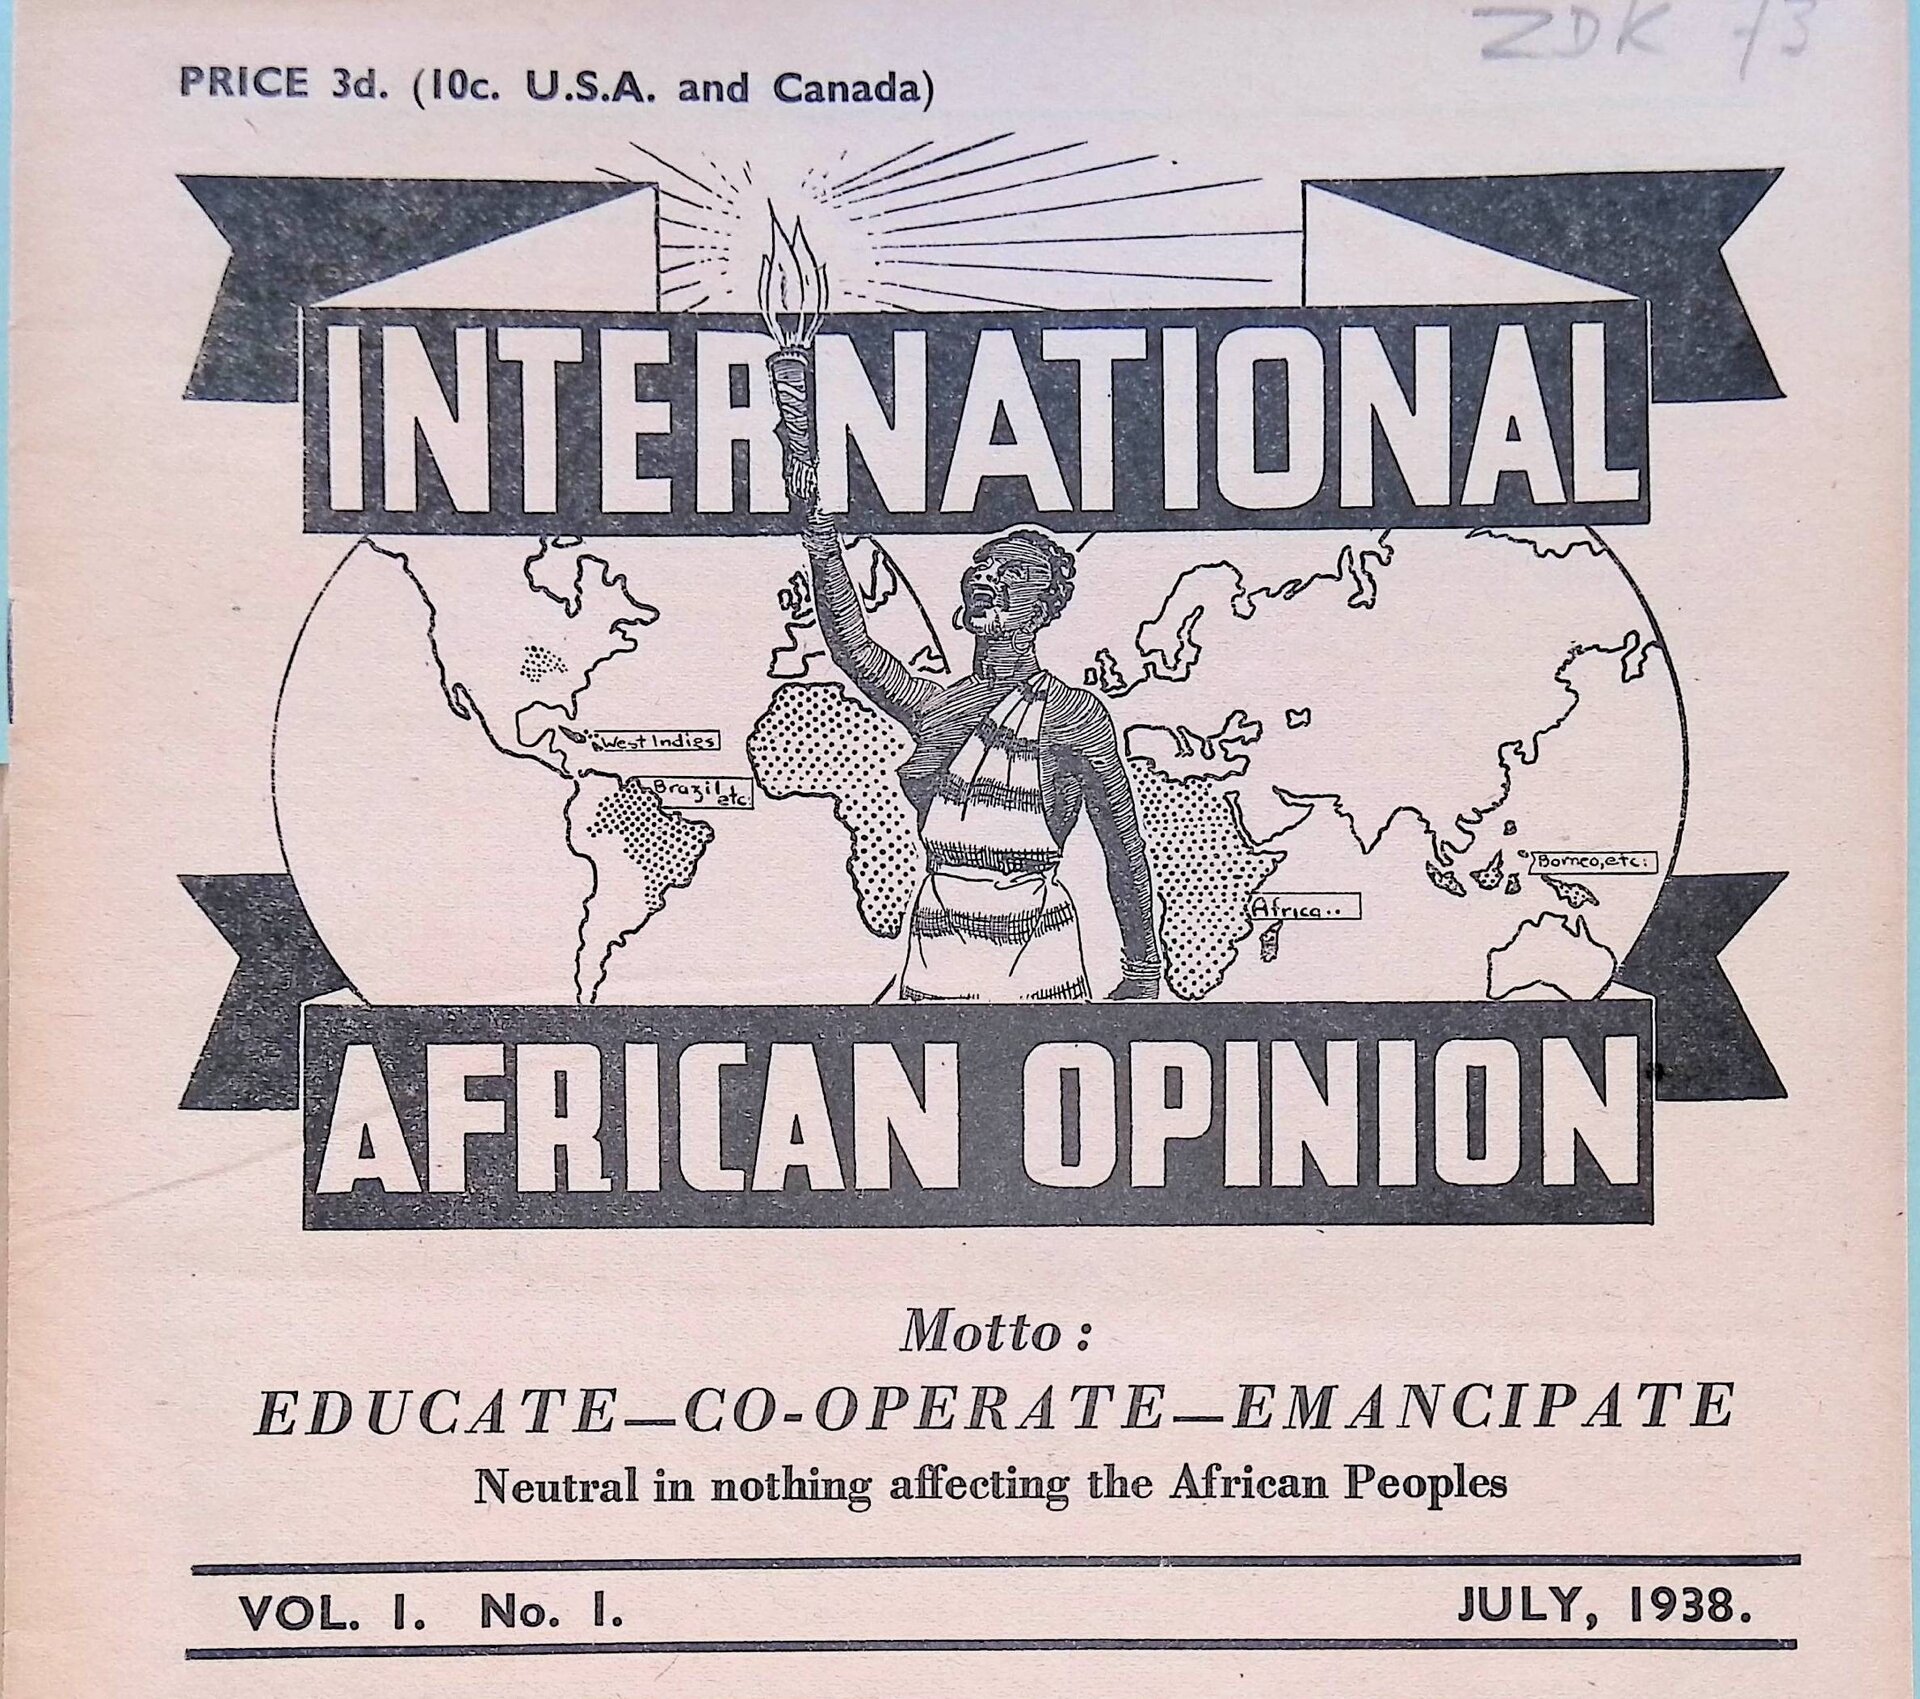 ZDK 73
PRICE 3d. (10c. U.S.A. and Canada)
INTERNATIONAL
West Indies
Brazil etc:
Borneo, etc:
Africa..
AFRICAN OPINION
Motto :
EDUCATE—CO-OPERATE—EMANCIPATE
Neutral in nothing affecting the African Peoples
VOL. I. No. I.
JULY, 1938.